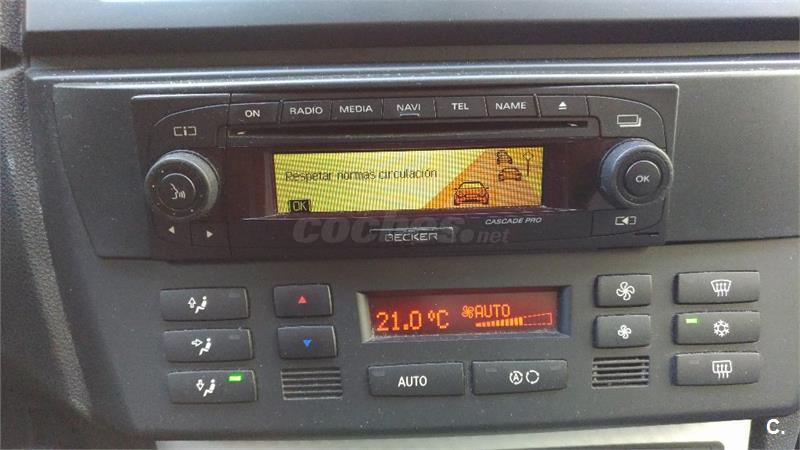 ON RADIO MEDIA NAVI TEL NAME
Respetar normas circulación
OK
OK
CASCADE PRO
BECKER
coches.net
21.0 °C AUTO
AUTO
A
C.